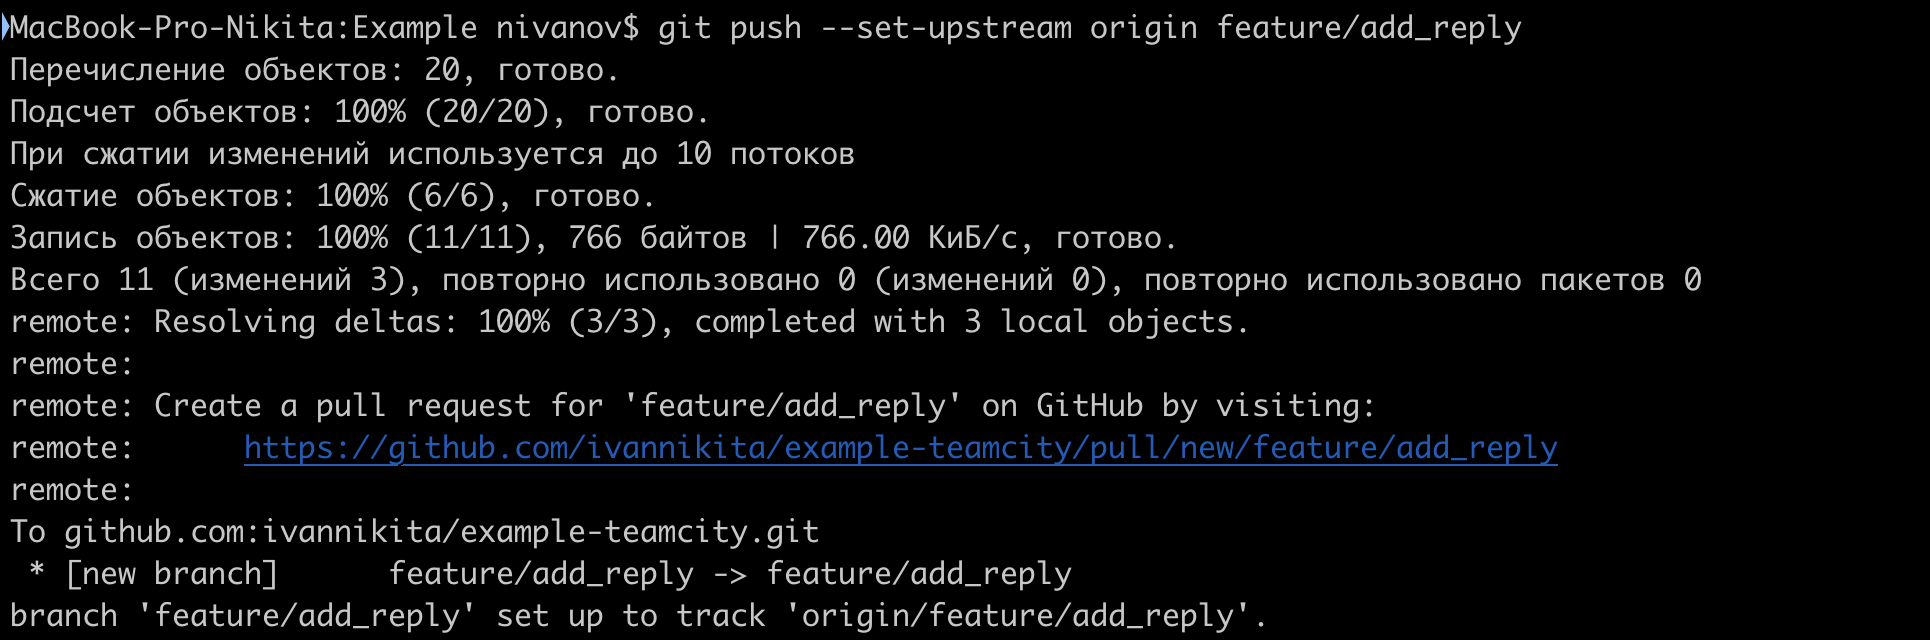 MacBook-Pro-Nikita:Example nivanov$ git push --set-upstream origin feature/add_reply
Перечисление объектов: 20, готово.
Подсчет объектов: 100% (20/20), готово.
При сжатии изменений используется до 10 потоков
Сжатие объектов: 100% (6/6), готово.
Запись объектов: 100% (11/11), 766 байтов | 766.00 КиБ/с, готово.
Всего 11 (изменений 3), повторно использовано 0 (изменений 0), повторно использовано пакетов 0
remote: Resolving deltas: 100% (3/3), completed with 3 local objects.
remote:
remote: Create a pull request for 'feature/add_reply' on GitHub by visiting:
remote:      https://github.com/ivannikita/example-teamcity/pull/new/feature/add_reply
remote:
To github.com:ivannikita/example-teamcity.git
 * [new branch]      feature/add_reply -> feature/add_reply
branch 'feature/add_reply' set up to track 'origin/feature/add_reply'.